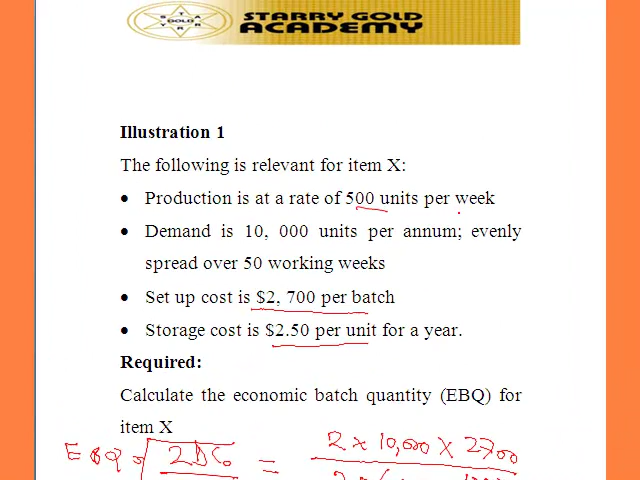 STAR
GOLD
STARRY GOLD
ACADEMY
Illustration 1
The following is relevant for item X:
• Production is at a rate of 500 units per week
• Demand is 10, 000 units per annum; evenly
spread over 50 working weeks
• Set up cost is $2, 700 per batch
• Storage cost is $2.50 per unit for a year.
Required:
Calculate the economic batch quantity (EBQ) for
item X
EBQ = √2DCo = 2 x 10,000 x 2700